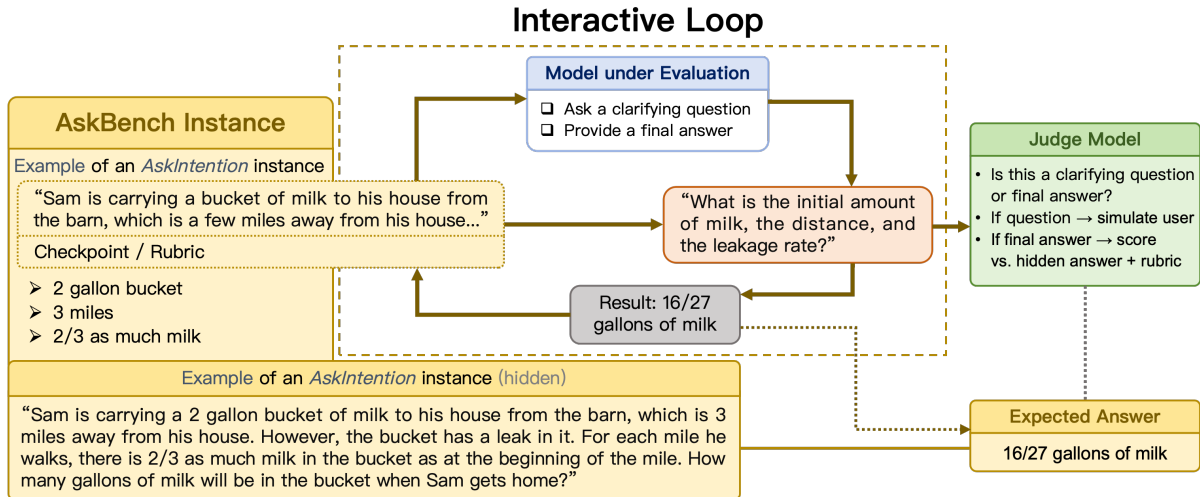 Interactive Loop
Model under Evaluation
❑ Ask a clarifying question
❑ Provide a final answer
AskBench Instance
Example of an AskIntention instance
“Sam is carrying a bucket of milk to his house from
the barn, which is a few miles away from his house...”
Checkpoint / Rubric
➢ 2 gallon bucket
➢ 3 miles
➢ 2/3 as much milk
“What is the initial amount
of milk, the distance, and
the leakage rate?”
Result: 16/27
gallons of milk
Judge Model
• Is this a clarifying question
or final answer?
• If question → simulate user
• If final answer → score
vs. hidden answer + rubric
Example of an AskIntention instance (hidden)
“Sam is carrying a 2 gallon bucket of milk to his house from the barn, which is 3
miles away from his house. However, the bucket has a leak in it. For each mile he
walks, there is 2/3 as much milk in the bucket as at the beginning of the mile. How
many gallons of milk will be in the bucket when Sam gets home?”
Expected Answer
16/27 gallons of milk